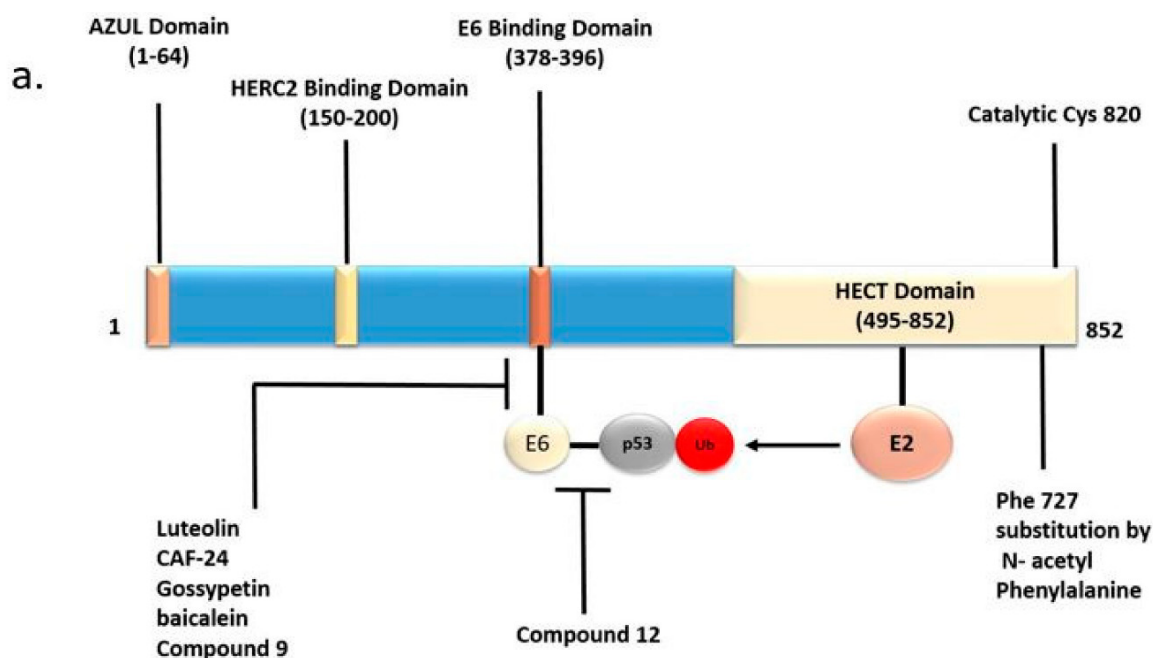 a.
AZUL Domain
(1-64)
HERC2 Binding Domain
(150-200)
E6 Binding Domain
(378-396)
Catalytic Cys 820
1
HECT Domain
(495-852)
852
E6
p53
Ub
E2
Luteolin
CAF-24
Gossypetin
baicalein
Compound 9
Compound 12
Phe 727
substitution by
N- acetyl
Phenylalanine